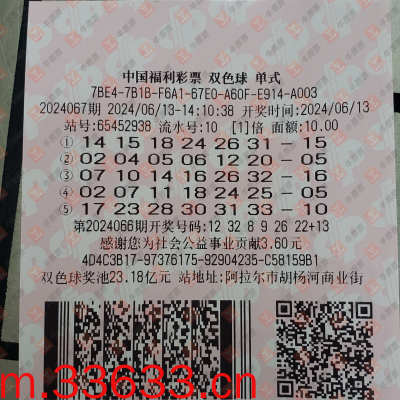 中国福利彩票 双色球 单式
7BE4-7B1B-F6A1-67E0-A60F-E914-A003
2024067期 2024/06/13-14:10:38 开奖时间:2024/06/13
站号:65452938 流水号:10 [1]倍 面额:10.00
① 14 15 18 24 26 31 - 15
② 02 04 05 06 12 20 - 05
③ 07 10 14 16 26 32 - 16
④ 02 07 11 18 24 25 - 05
⑤ 17 23 28 30 31 33 - 10
第2024066期开奖号码:12 32 8 9 26 22+13
感谢您为社会公益事业贡献3.60元
4D4C3B17-97376175-92904235-C58159B1
双色球奖池23.18亿元 站地址:阿拉尔市胡杨河商业街
m.33633.cn